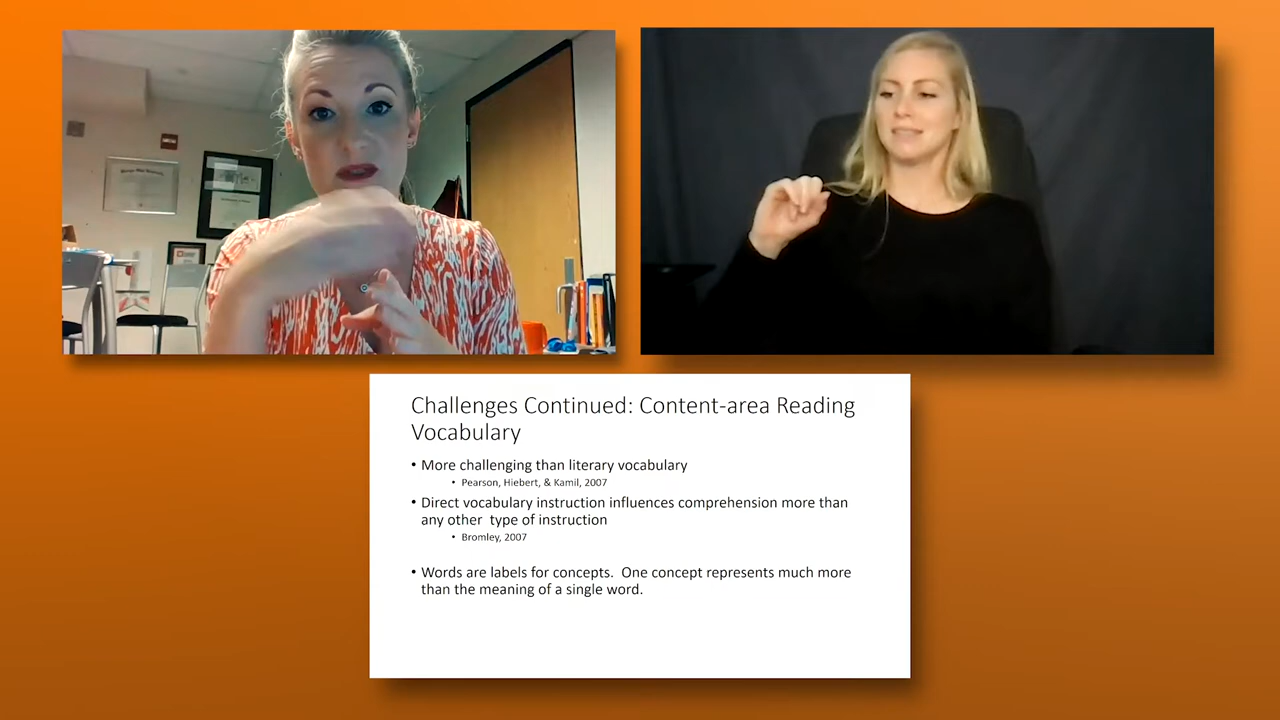 Challenges Continued: Content-area Reading
Vocabulary
• More challenging than literary vocabulary
• Pearson, Hiebert, & Kamil, 2007
• Direct vocabulary instruction influences comprehension more than
any other  type of instruction
• Bromley, 2007
• Words are labels for concepts.  One concept represents much more
than the meaning of a single word.